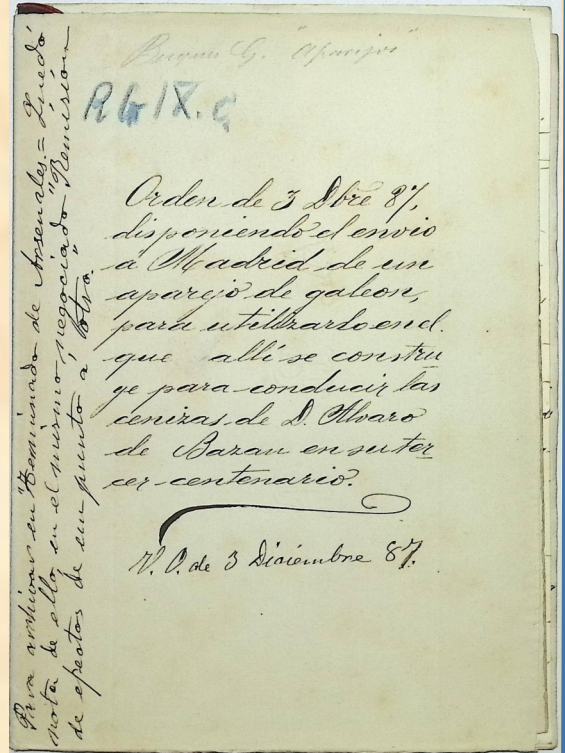 Buques G. "Aparejos"
RG IX. C
Orden de 3 Dbre 87,
disponiendo el envio
á Madrid de un
aparejo de galeon,
para utilizarlo en el
que allí se constru
ye para conducir las
cenizas de D. Alvaro
de Bazan en su ter
cer centenario.
V. O. de 3 Diciembre 87.
Para archivar en "Reunionado de Arsenales = Quedó
nota de ello en el mismo negociado "Remisión
de efectos de un punto á otro."